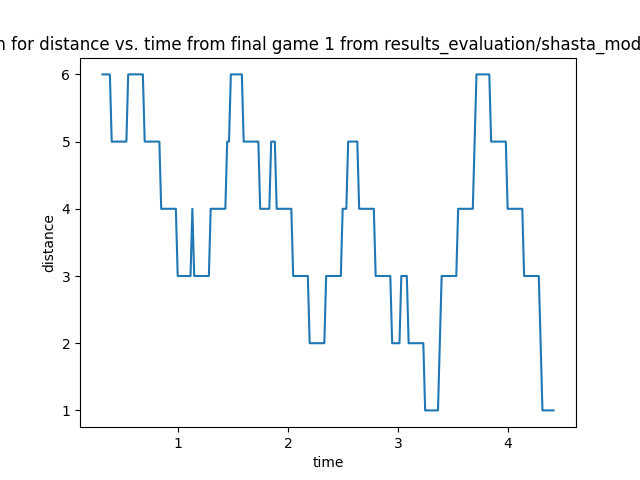 for distance vs. time from final game 1 from results_evaluation/shasta_mod
6
5
4
3
2
1
distance
1 2 3 4
time